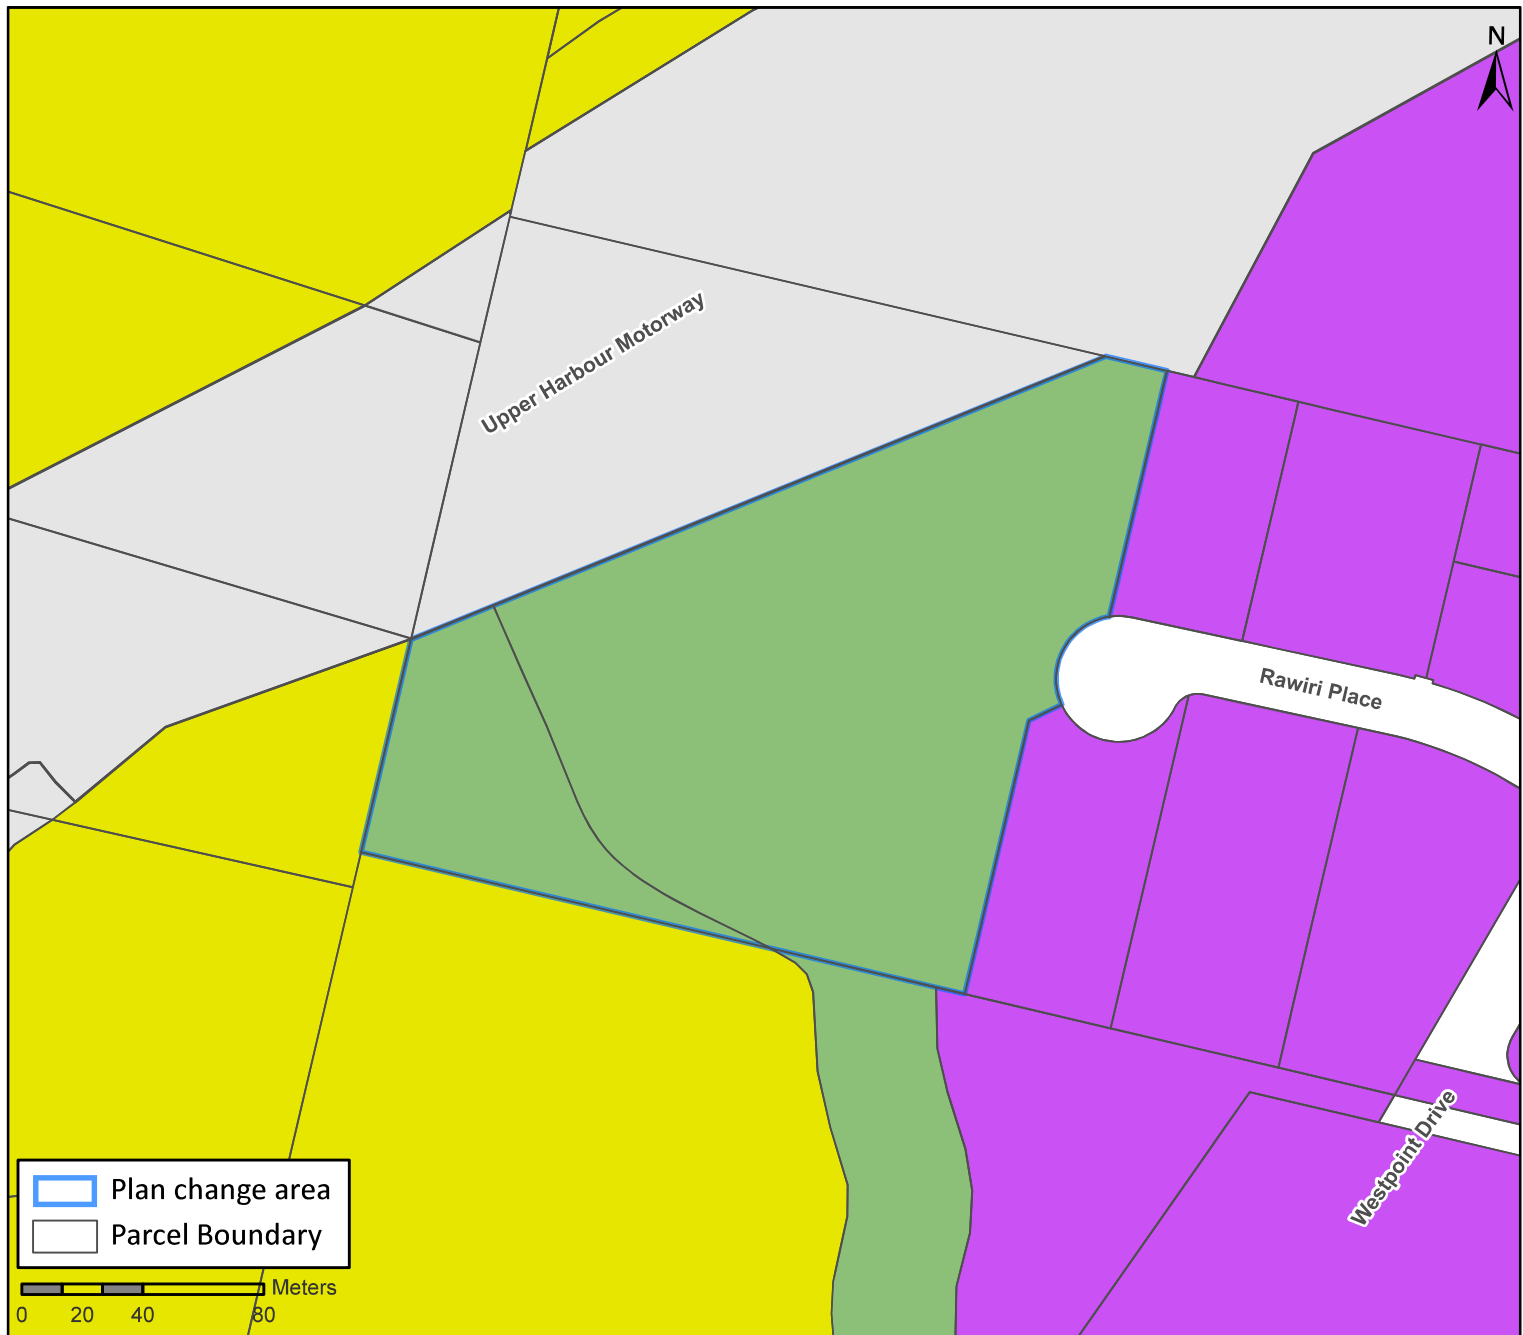 N
Upper Harbour Motorway
Rawiri Place
Westpoint Drive
Plan change area
Parcel Boundary
Meters
0 20 40 80